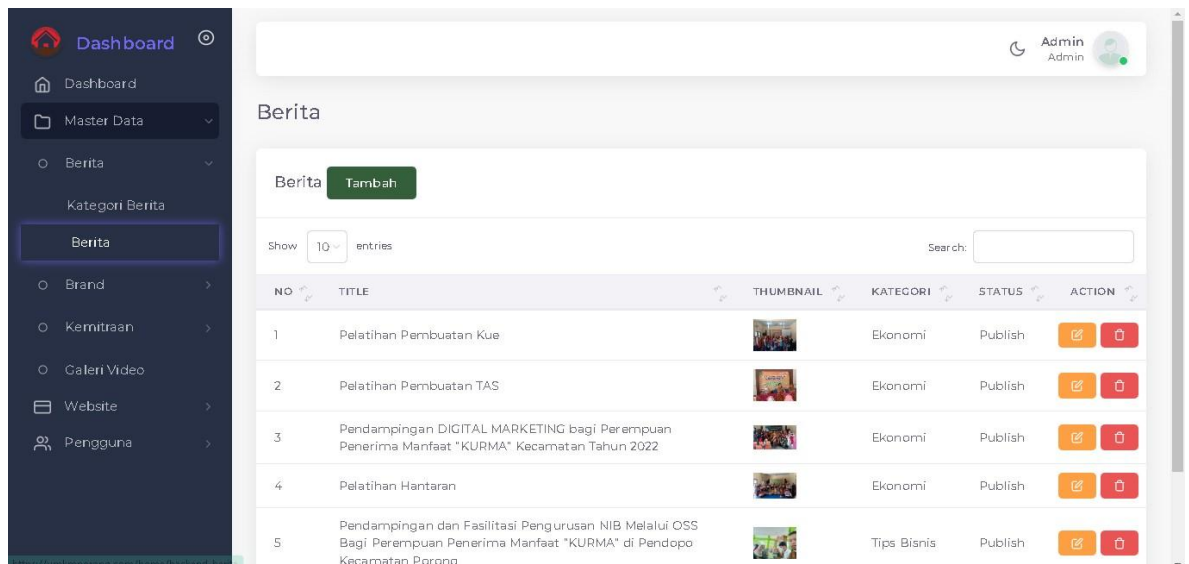 Dashboard
Admin
Admin
Dashboard
Master Data
Berita
Kategori Berita
Berita
Brand
Kemitraan
Galeri Video
Website
Pengguna
Berita
Berita Tambah
Show 10 entries Search:
NO TITLE THUMBNAIL KATEGORI STATUS ACTION
1 Pelatihan Pembuatan Kue Ekonomi Publish
2 Pelatihan Pembuatan TAS Ekonomi Publish
3 Pendampingan DIGITAL MARKETING bagi Perempuan
Penerima Manfaat "KURMA" Kecamatan Tahun 2022 Ekonomi Publish
4 Pelatihan Hantaran Ekonomi Publish
5 Pendampingan dan Fasilitasi Pengurusan NIB Melalui OSS
Bagi Perempuan Penerima Manfaat "KURMA" di Pendopo Tips Bisnis Publish
Kecamatan Porong